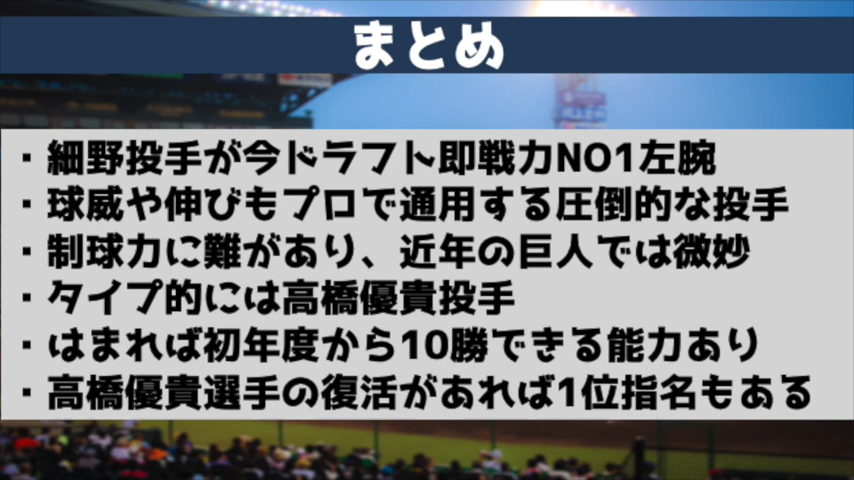 まとめ
・細野投手が今ドラフト即戦力NO1左腕
・球威や伸びもプロで通用する圧倒的な投手
・制球力に難があり、近年の巨人では微妙
・タイプ的には高橋優貴投手
・はまれば初年度から10勝できる能力あり
・高橋優貴選手の復活があれば1位指名もある